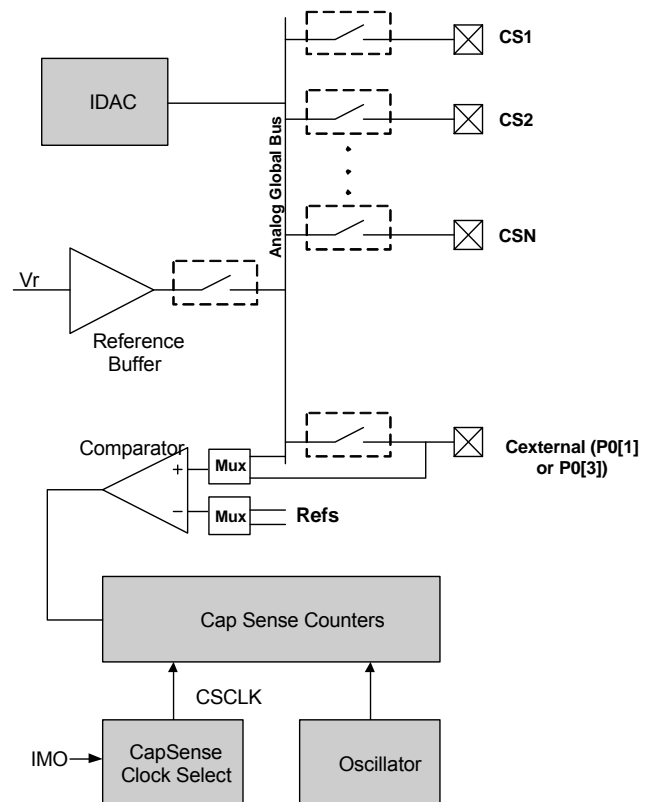 CS1
IDAC
CS2
Analog Global Bus
CSN
Vr
Reference
Buffer
Comparator
Mux
Cexternal (P0[1]
or P0[3])
+
−
Mux
Refs
Cap Sense Counters
CSCLK
IMO
CapSense
Clock Select
Oscillator